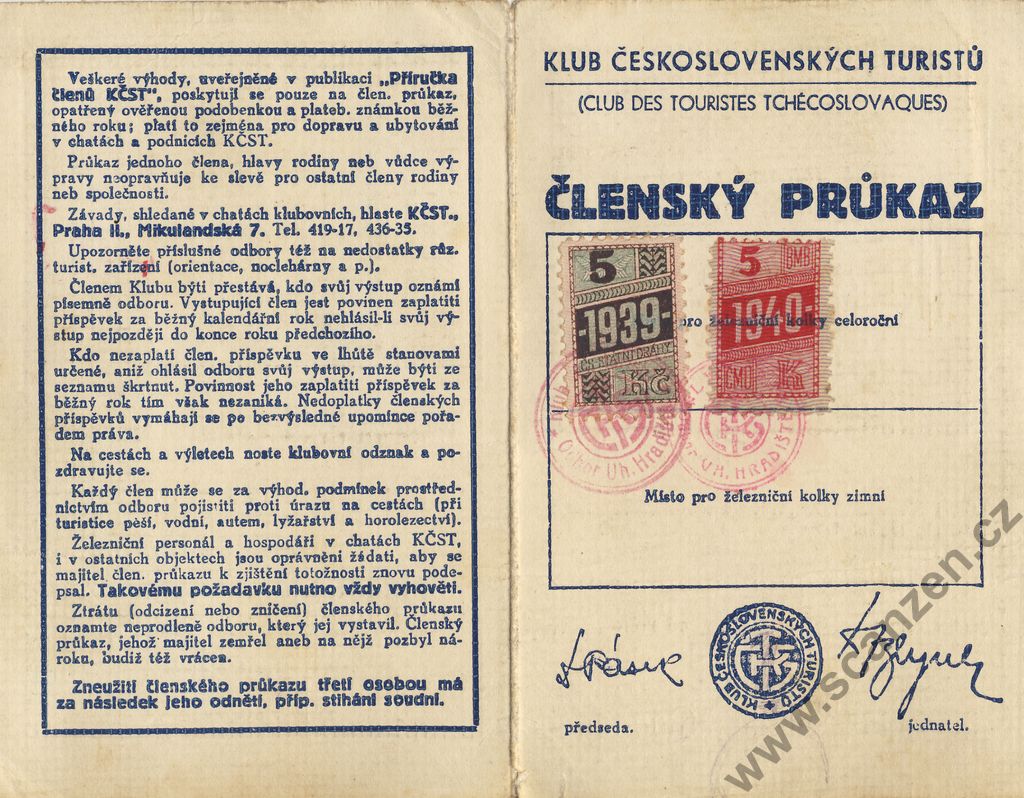 Veškeré výhody, uveřejněné v publikaci „Příručka
členů KČST", poskytují se pouze na člen. průkaz,
opatřený ověřenou podobenkou a plateb. známkou běž-
ného roku; platí to zejména pro dopravu a ubytování
v chatách a podnicích KČST.
Průkaz jednoho člena, hlavy rodiny neb vůdce vý-
pravy neopravňuje ke slevě pro ostatní členy rodiny
neb společnosti.
Závady, shledané v chatách klubovních, hlaste KČST.,
Praha II., Mikulandská 7. Tel. 419-17, 436-35.
Upozorněte příslušné odbory též na nedostatky růz.
turist. zařízení (orientace, noclehárny a p.).
Členem Klubu býti přestává, kdo svůj výstup oznámí
písemně odboru. Vystupující člen jest povinen zaplatiti
příspěvek za běžný kalendářní rok nehlásil-li svůj vý-
stup nejpozději do konce roku předchozího.
Kdo nezaplatí člen. příspěvku ve lhůtě stanovami
určené, aniž ohlásil odboru svůj výstup, může býti ze
seznamu škrtnut. Povinnost jeho zaplatiti příspěvek za
běžný rok tím však nezaniká. Nedoplatky členských
příspěvků vymáhají se po bezvýsledné upomínce pořa-
dem práva.
Na cestách a výletech noste klubovní odznak a po-
zdravujte se.
Každý člen může se za výhod. podmínek prostřed-
nictvím odboru pojistiti proti úrazu na cestách (při
turistice pěší, vodní, autem, lyžařství a horolezectví).
Železniční personál a hospodáři v chatách KČST,
i v ostatních objektech jsou oprávněni žádati, aby se
majitel člen. průkazu k zjištění totožnosti znovu pode-
psal. Takovému požadavku nutno vždy vyhověti.
Ztrátu (odcizení nebo zničení) členského průkazu
oznamte neprodleně odboru, který jej vystavil. Členský
průkaz, jehož majitel zemřel aneb na nějž pozbyl ná-
roku, budiž též vrácen.
Zneužití členského průkazu třetí osobou má
za následek jeho odnětí, příp. stíhání soudní.
KLUB ČESKOSLOVENSKÝCH TURISTŮ
(CLUB DES TOURISTES TCHÉCOSLOVAQUES)
ČLENSKÝ PRŮKAZ
5
-1939-
ČS. STÁTNÍ DRÁHY
Kč
5 BMB
-1940-
ČMD K
pro železniční kolky celoroční
Odbor Uh. Hradiště
UH. HRADIŠTĚ
Místo pro železniční kolky zimní
KLUB ČESKOSLOVENSKÝCH TURISTŮ
předseda.
jednatel.
www.scanzen.cz